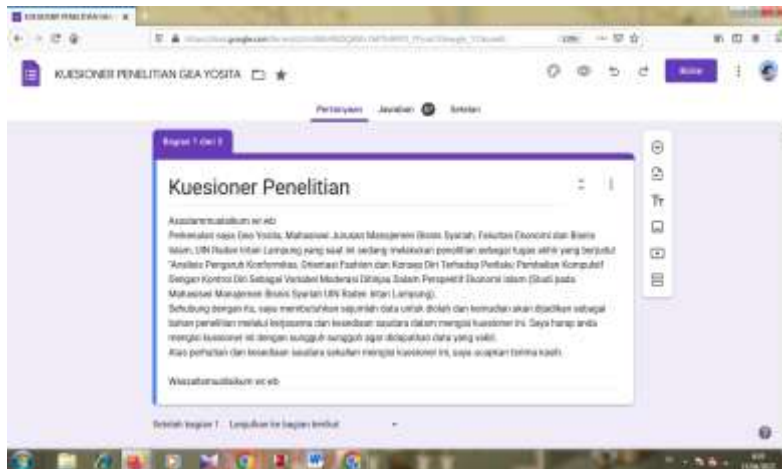 KUESIONER PENELITIAN GEA YOSITA
Pertanyaan Jawaban Setelan
Bagian 1 dari 3
Kuesioner Penelitian
Assalammualaikum wr.wb
Perkenalan saya Gea Yosita, Mahasiswi Jurusan Manajemen Bisnis Syariah, Fakultas Ekonomi dan Bisnis
Islam, UIN Raden Intan Lampung yang saat ini sedang melakukan penelitian sebagai tugas akhir yang berjudul
"Analisis Pengaruh Konformitas, Orientasi Fashion dan Konsep Diri Terhadap Perilaku Pembelian Kompulsif
Dengan Kontrol Diri Sebagai Variabel Moderasi Ditinjau Dalam Perspektif Ekonomi Islam (Studi pada
Mahasiswi Manajemen Bisnis Syariah UIN Raden Intan Lampung).
Sehubung dengan itu, saya membutuhkan sejumlah data untuk diolah dan kemudian akan dijadikan sebagai
bahan penelitian melalui kerjasama dan kesediaan saudara dalam mengisi kuesioner ini. Saya harap anda
mengisi kuesioner ini dengan sungguh sungguh agar didapatkan data yang valid.
Atas perhatian dan kesediaan saudara sekalian mengisi kuesioner ini, saya ucapkan terima kasih.
Wassallamualaikum wr.wb
Setelah bagian 1 Lanjutkan ke bagian berikut